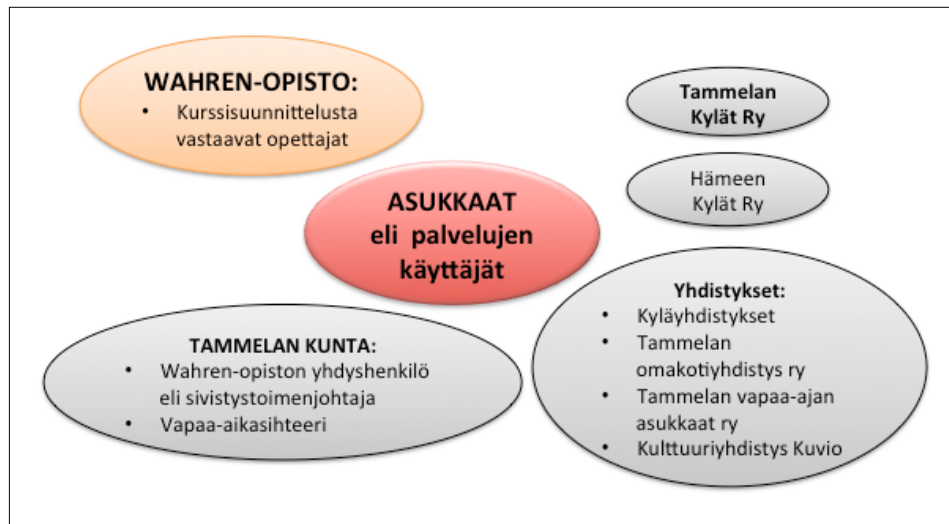 WAHREN-OPISTO:
• Kurssisuunnittelusta
vastaavat opettajat
Tammelan
Kylät Ry
Hämeen
Kylät Ry
ASUKKAAT
eli palvelujen
käyttäjät
TAMMELAN KUNTA:
• Wahren-opiston yhdyshenkilö
eli sivistystoimenjohtaja
• Vapaa-aikasihteeri
Yhdistykset:
• Kyläyhdistykset
• Tammelan
omakotiyhdistys ry
• Tammelan vapaa-ajan
asukkaat ry
• Kulttuuriyhdistys Kuvio